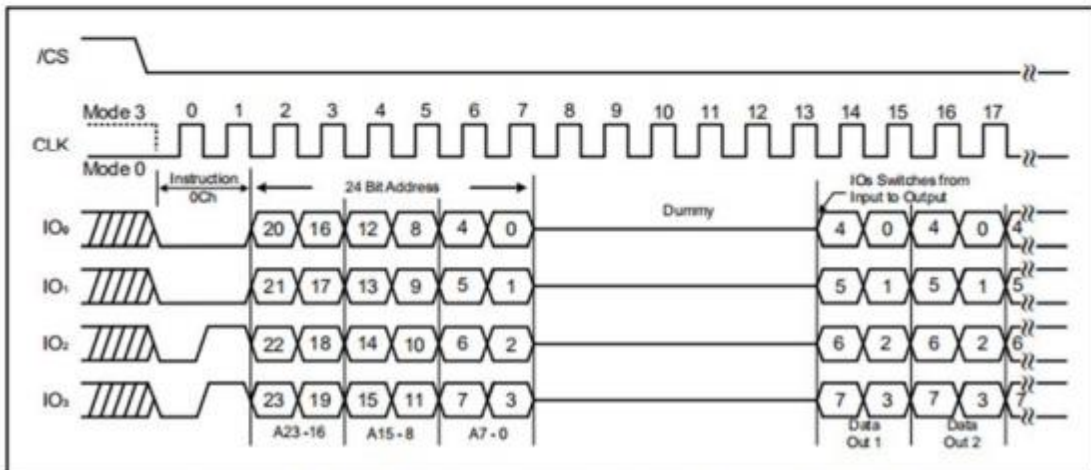 /CS
Mode 3 0 1 2 3 4 5 6 7 8 9 10 11 12 13 14 15 16 17
CLK
Mode 0
Instruction 0Ch
24 Bit Address
IOs Switches from
Input to Output
Dummy
IO₀ 20 16 12 8 4 0 4 0 4 0 4
IO₁ 21 17 13 9 5 1 5 1 5 1 5
IO₂ 22 18 14 10 6 2 6 2 6 2 6
IO₃ 23 19 15 11 7 3 7 3 7 3 7
A23-16 A15-8 A7-0
Data Out 1
Data Out 2